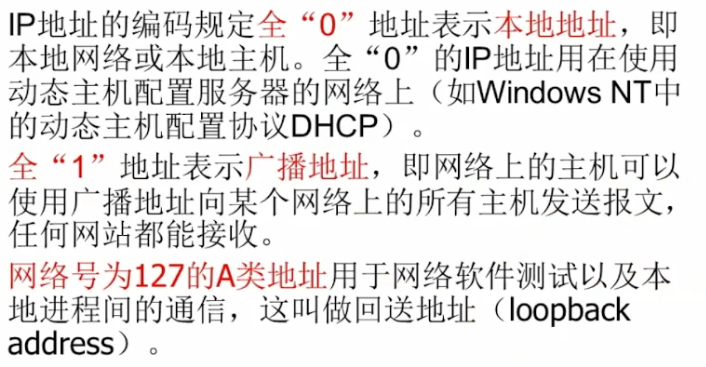 IP地址的编码规定全“0”地址表示本地地址，即
本地网络或本地主机。全“0”的IP地址用在使用
动态主机配置服务器的网络上（如Windows NT中
的动态主机配置协议DHCP）。
全“1”地址表示广播地址，即网络上的主机可以
使用广播地址向某个网络上的所有主机发送报文，
任何网站都能接收。
网络号为127的A类地址用于网络软件测试以及本
地进程间的通信，这叫做回送地址（loopback
address）。